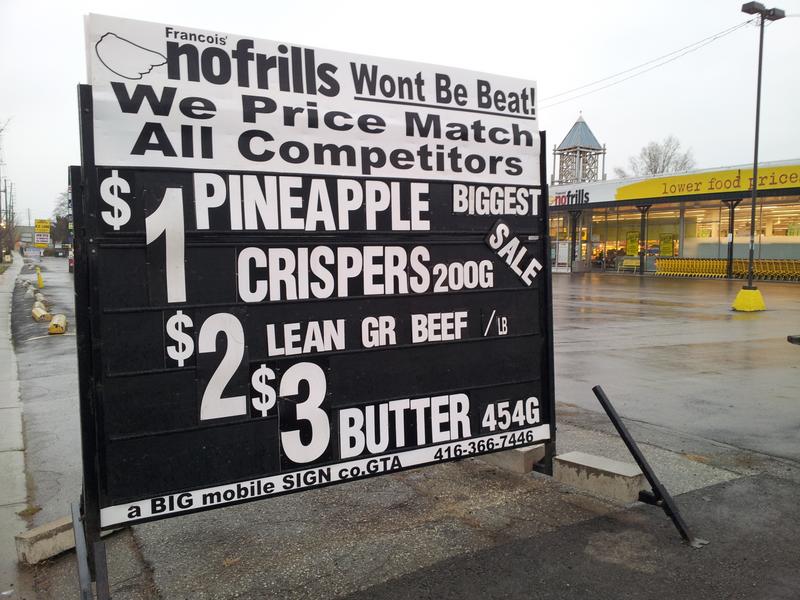 Francois'
nofrills Wont Be Beat!
We Price Match
All Competitors
$1 PINEAPPLE BIGGEST
SALE
CRISPERS 200G
$2 LEAN GR BEEF / LB
$3 BUTTER 454G
a BIG mobile SIGN co.GTA 416-366-7446
nofrills
lower food price